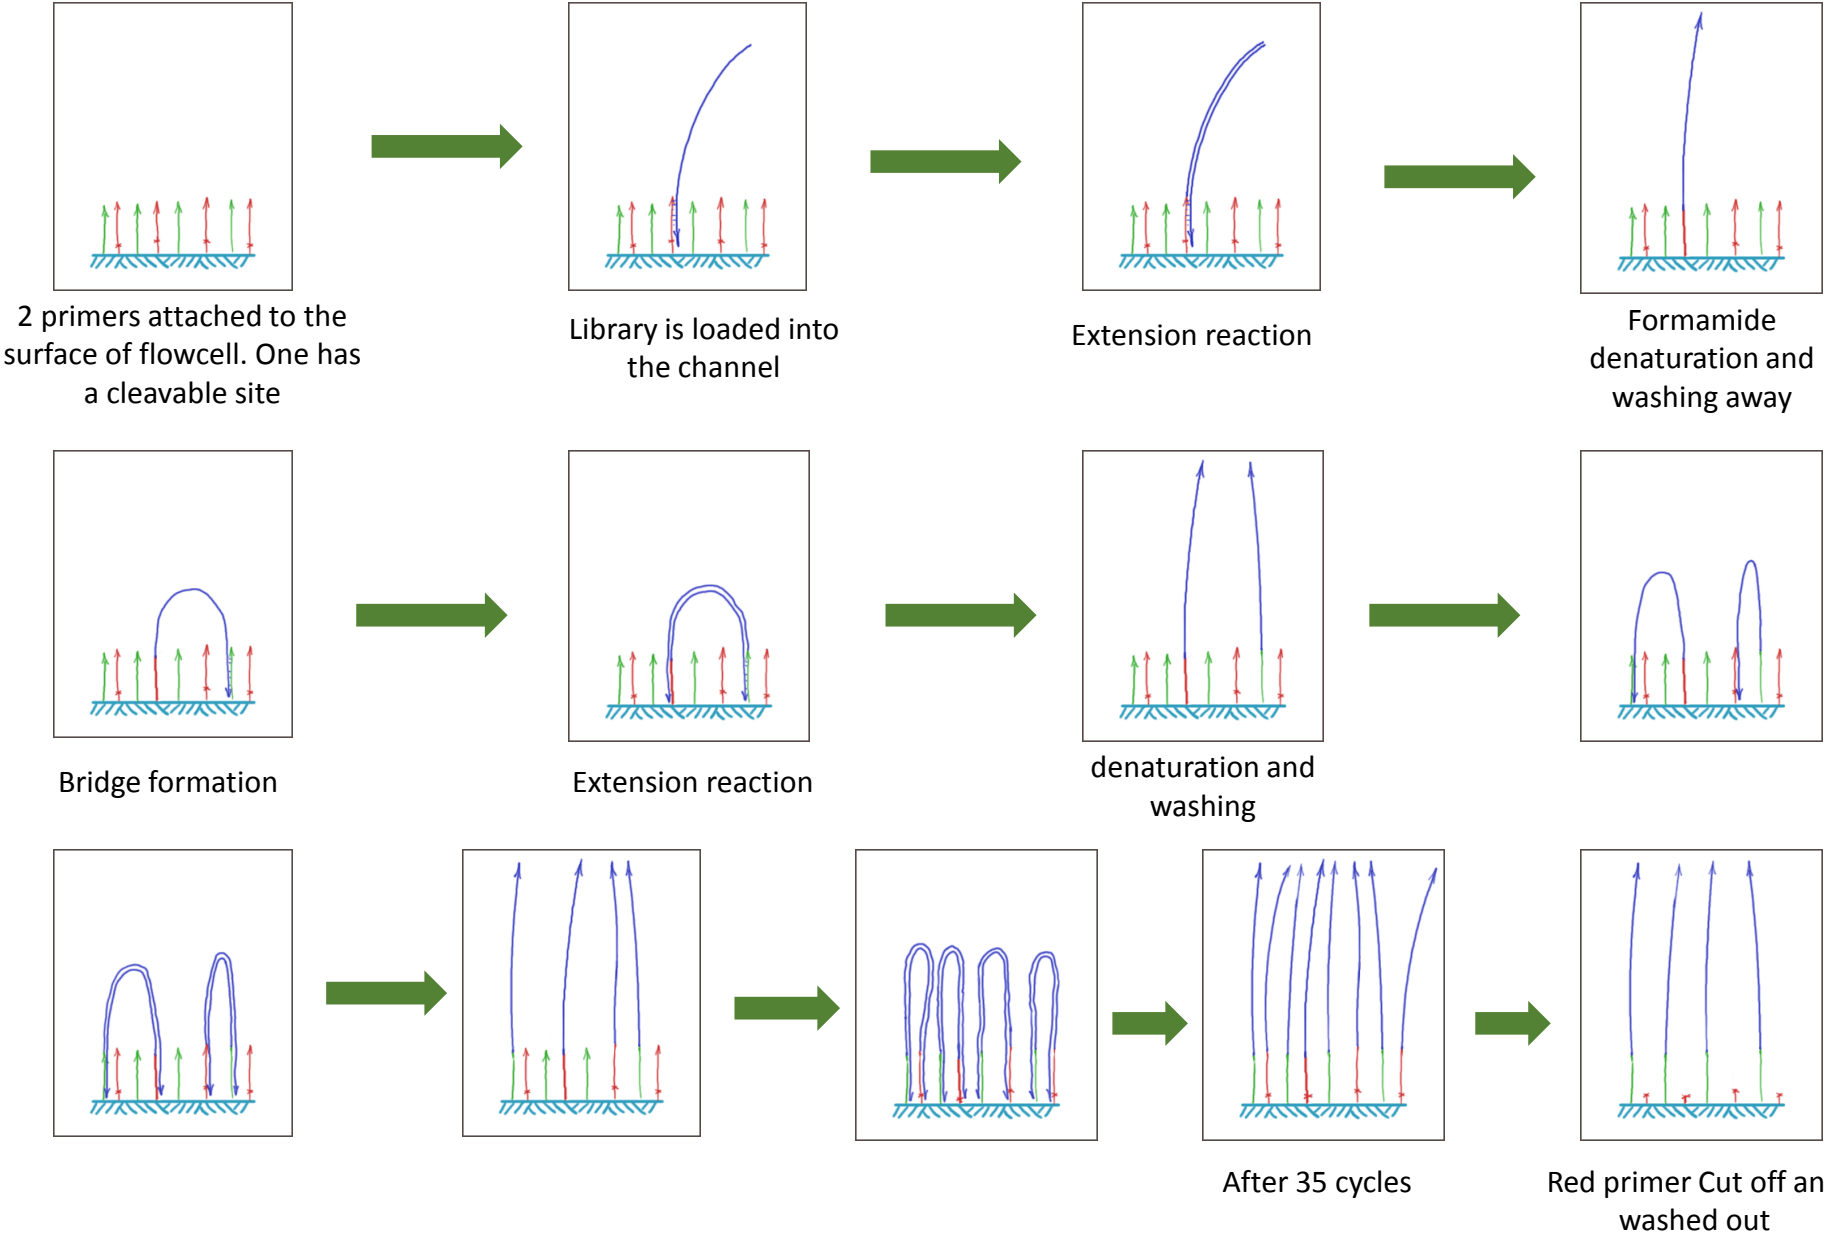 2 primers attached to the
surface of flowcell. One has
a cleavable site
Library is loaded into
the channel
Extension reaction
Formamide
denaturation and
washing away
Bridge formation
Extension reaction
denaturation and
washing
After 35 cycles
Red primer Cut off an
washed out